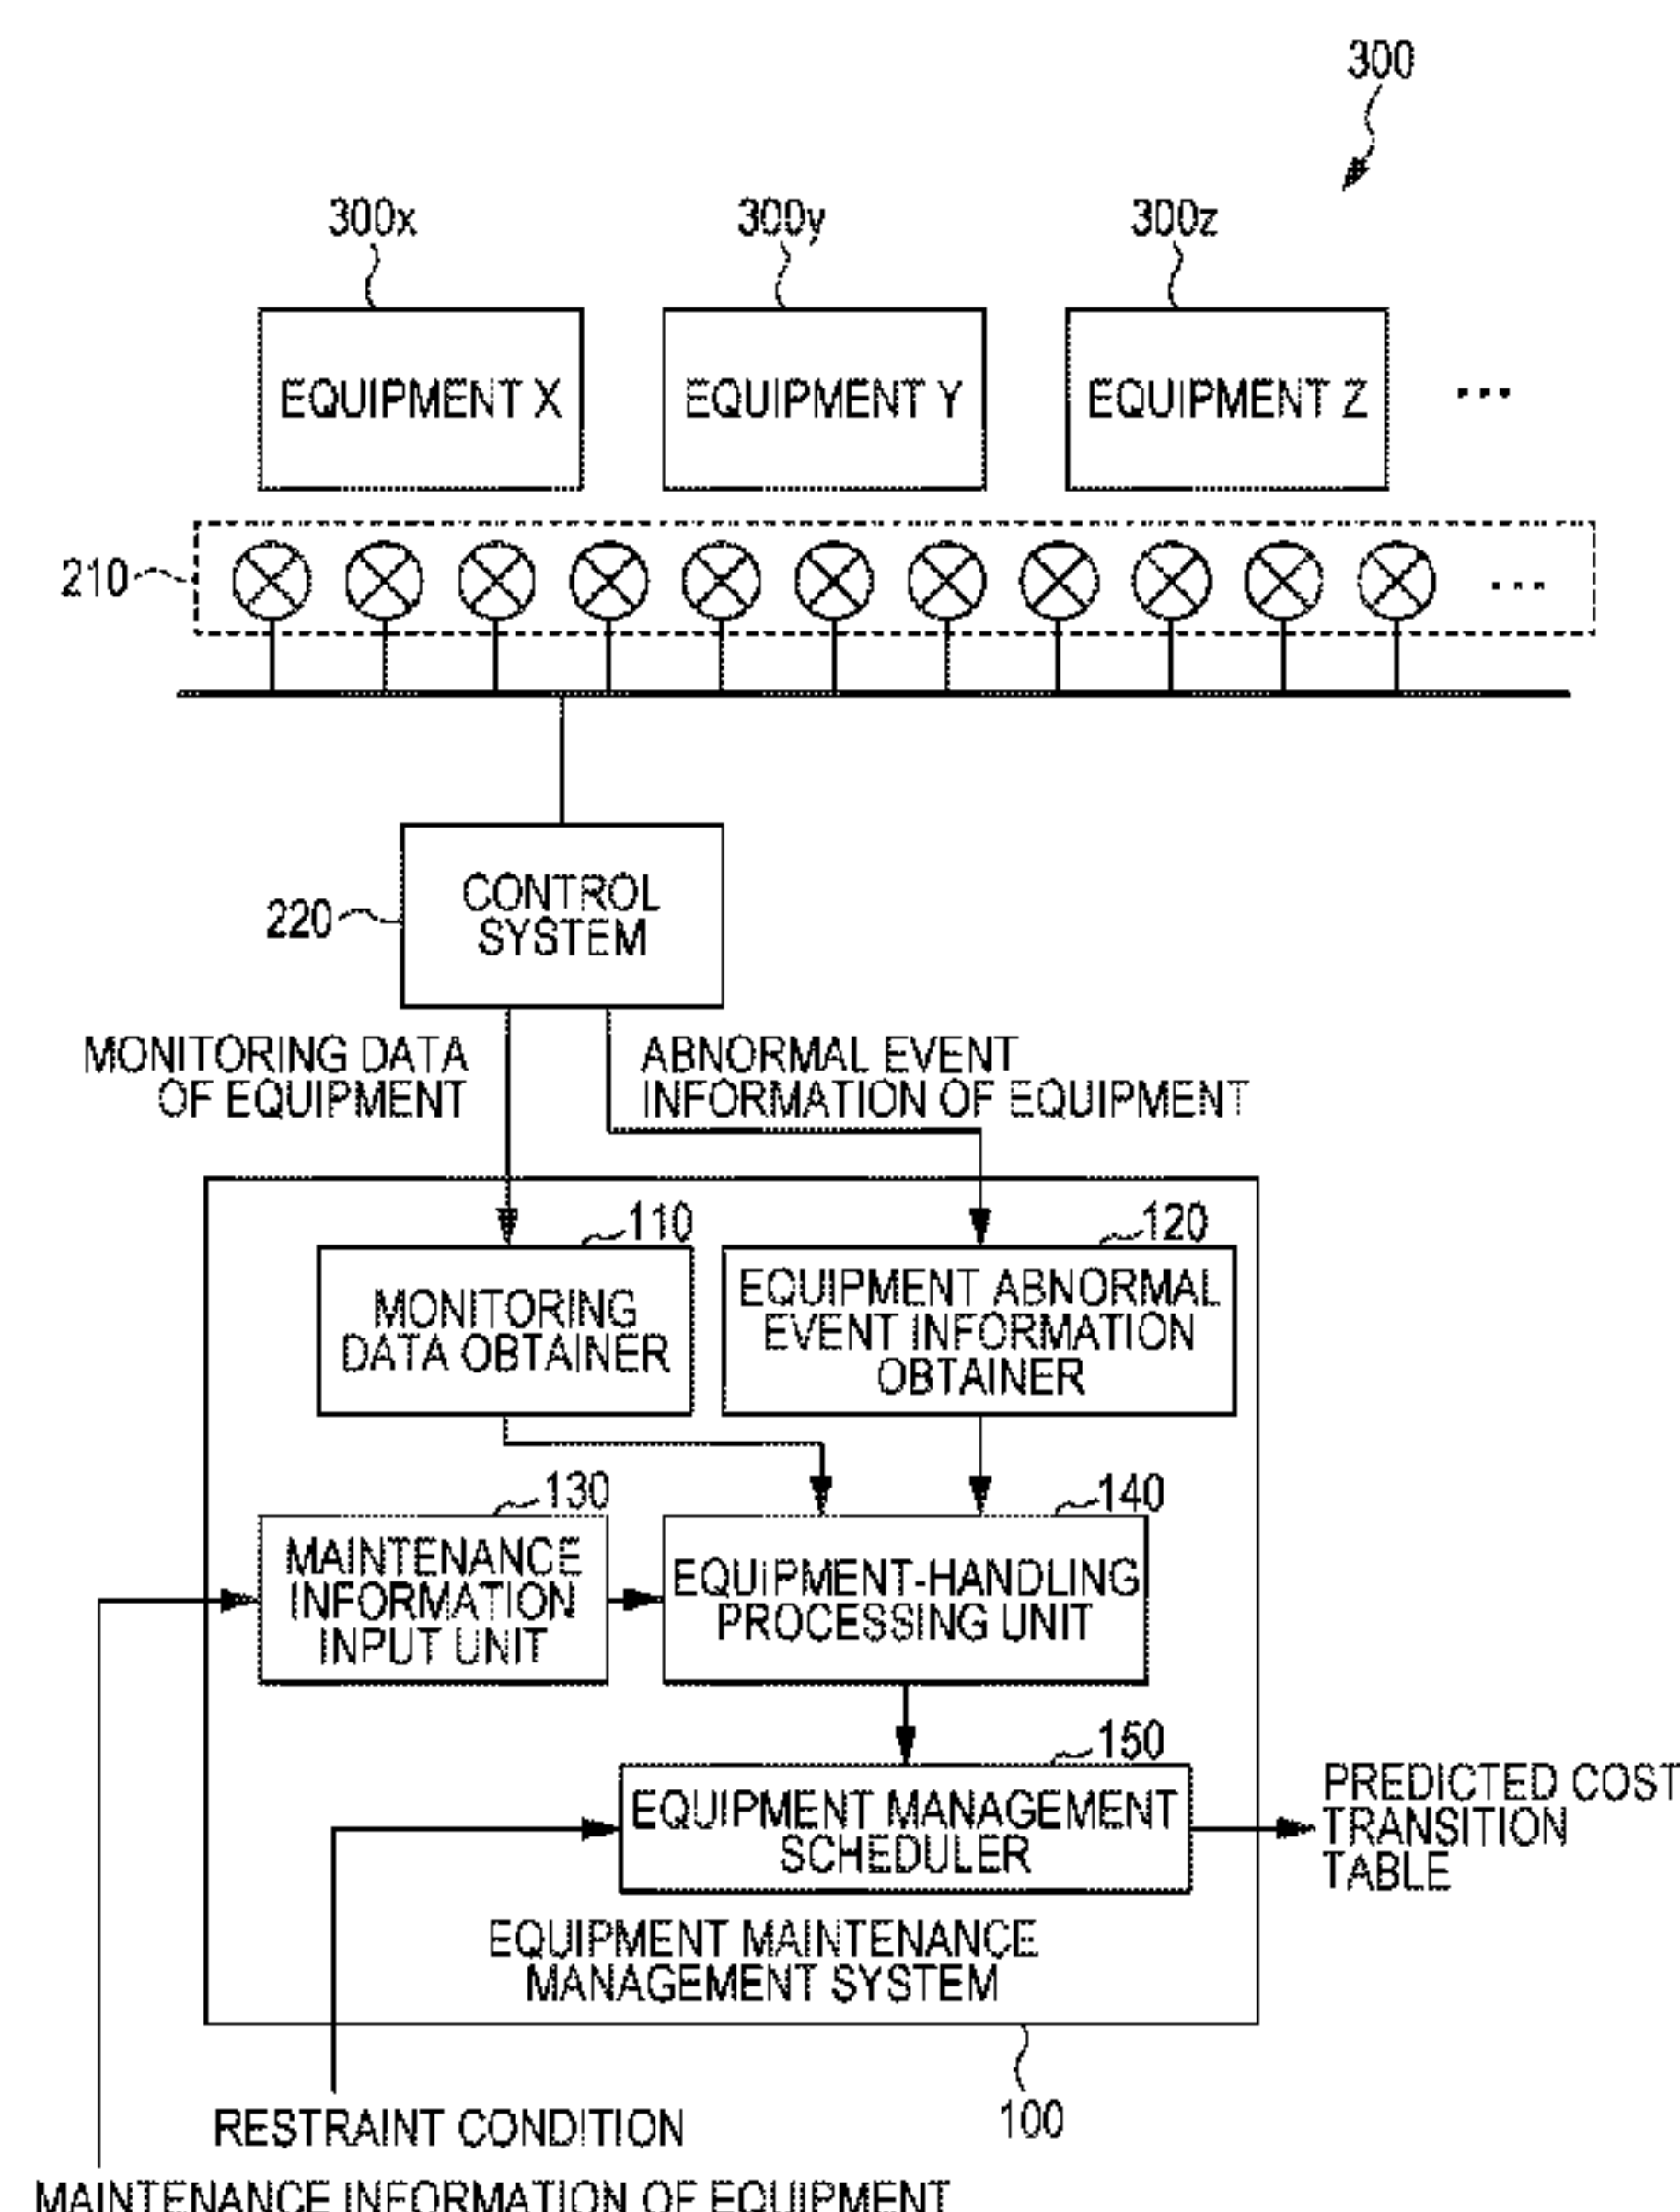 300
300x
300y
300z
EQUIPMENT X
EQUIPMENT Y
EQUIPMENT Z
...
210
...
220
CONTROL
SYSTEM
MONITORING DATA
OF EQUIPMENT
ABNORMAL EVENT
INFORMATION OF EQUIPMENT
110
120
MONITORING
DATA OBTAINER
EQUIPMENT ABNORMAL
EVENT INFORMATION
OBTAINER
130
140
MAINTENANCE
INFORMATION
INPUT UNIT
EQUIPMENT-HANDLING
PROCESSING UNIT
150
EQUIPMENT MANAGEMENT
SCHEDULER
PREDICTED COST
TRANSITION
TABLE
EQUIPMENT MAINTENANCE
MANAGEMENT SYSTEM
100
RESTRAINT CONDITION
MAINTENANCE INFORMATION OF EQUIPMENT